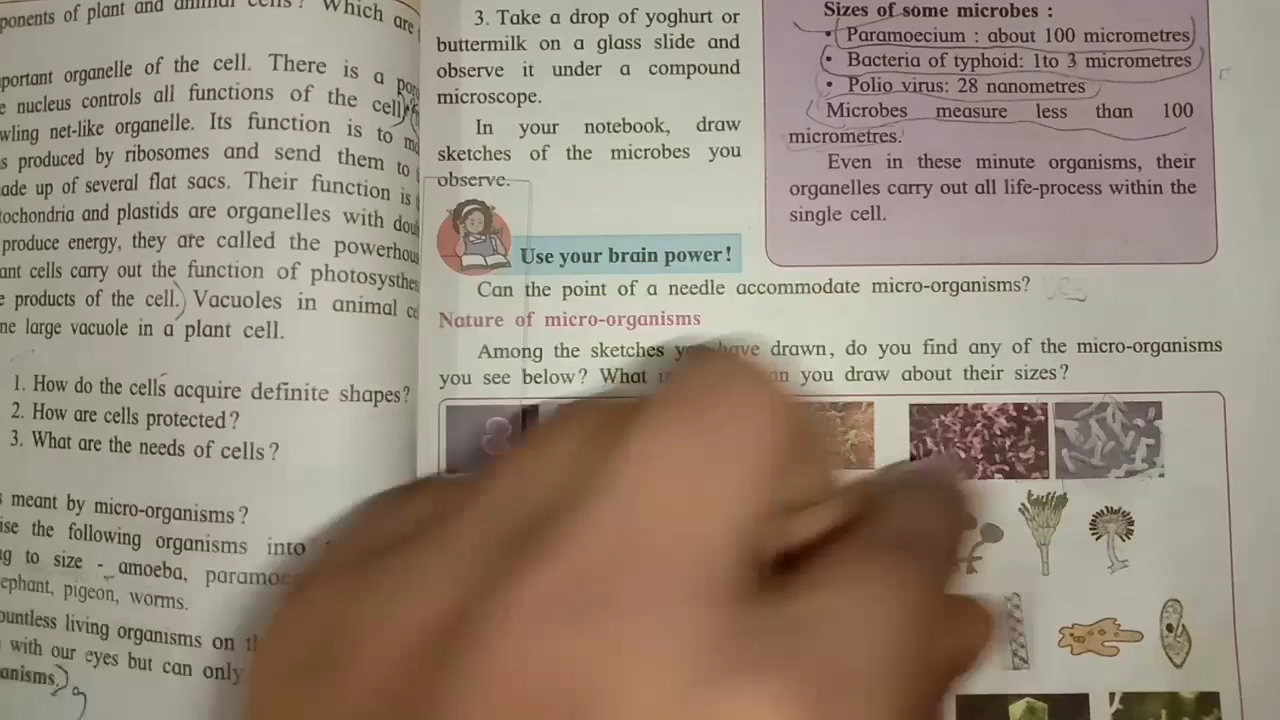 ponents of plant and animal cells? Which are
portant organelle of the cell. There is a
e nucleus controls all functions of the cell)
wling net-like organelle. Its function is to
s produced by ribosomes and send them to
ade up of several flat sacs. Their function is
tochondria and plastids are organelles with
produce energy, they are called the
ant cells carry out the function of
e products of the cell.) Vacuoles in animal
ne large vacuole in a plant cell.
1. How do the cells acquire definite shapes?
2. How are cells protected?
3. What are the needs of cells?
s meant by micro-organisms?
ise the following organisms into
ng to size - amoeba,
ephant, pigeon, worms.
ountless living organisms on
with our eyes but can only
anisms.)
3. Take a drop of yoghurt or
buttermilk on a glass slide and
observe it under a compound
microscope.
In your notebook, draw
sketches of the microbes you
observe.
Sizes of some microbes :
• Paramoecium : about 100 micrometres
• Bacteria of typhoid: 1to 3 micrometres
• Polio virus: 28 nanometres
Microbes measure less than 100
micrometres.
Even in these minute organisms, their
organelles carry out all life-process within the
single cell.
Use your brain power!
Can the point of a needle accommodate micro-organisms?
Nature of micro-organisms
Among the sketches have drawn, do you find any of the micro-organisms
you see below? What you draw about their sizes?